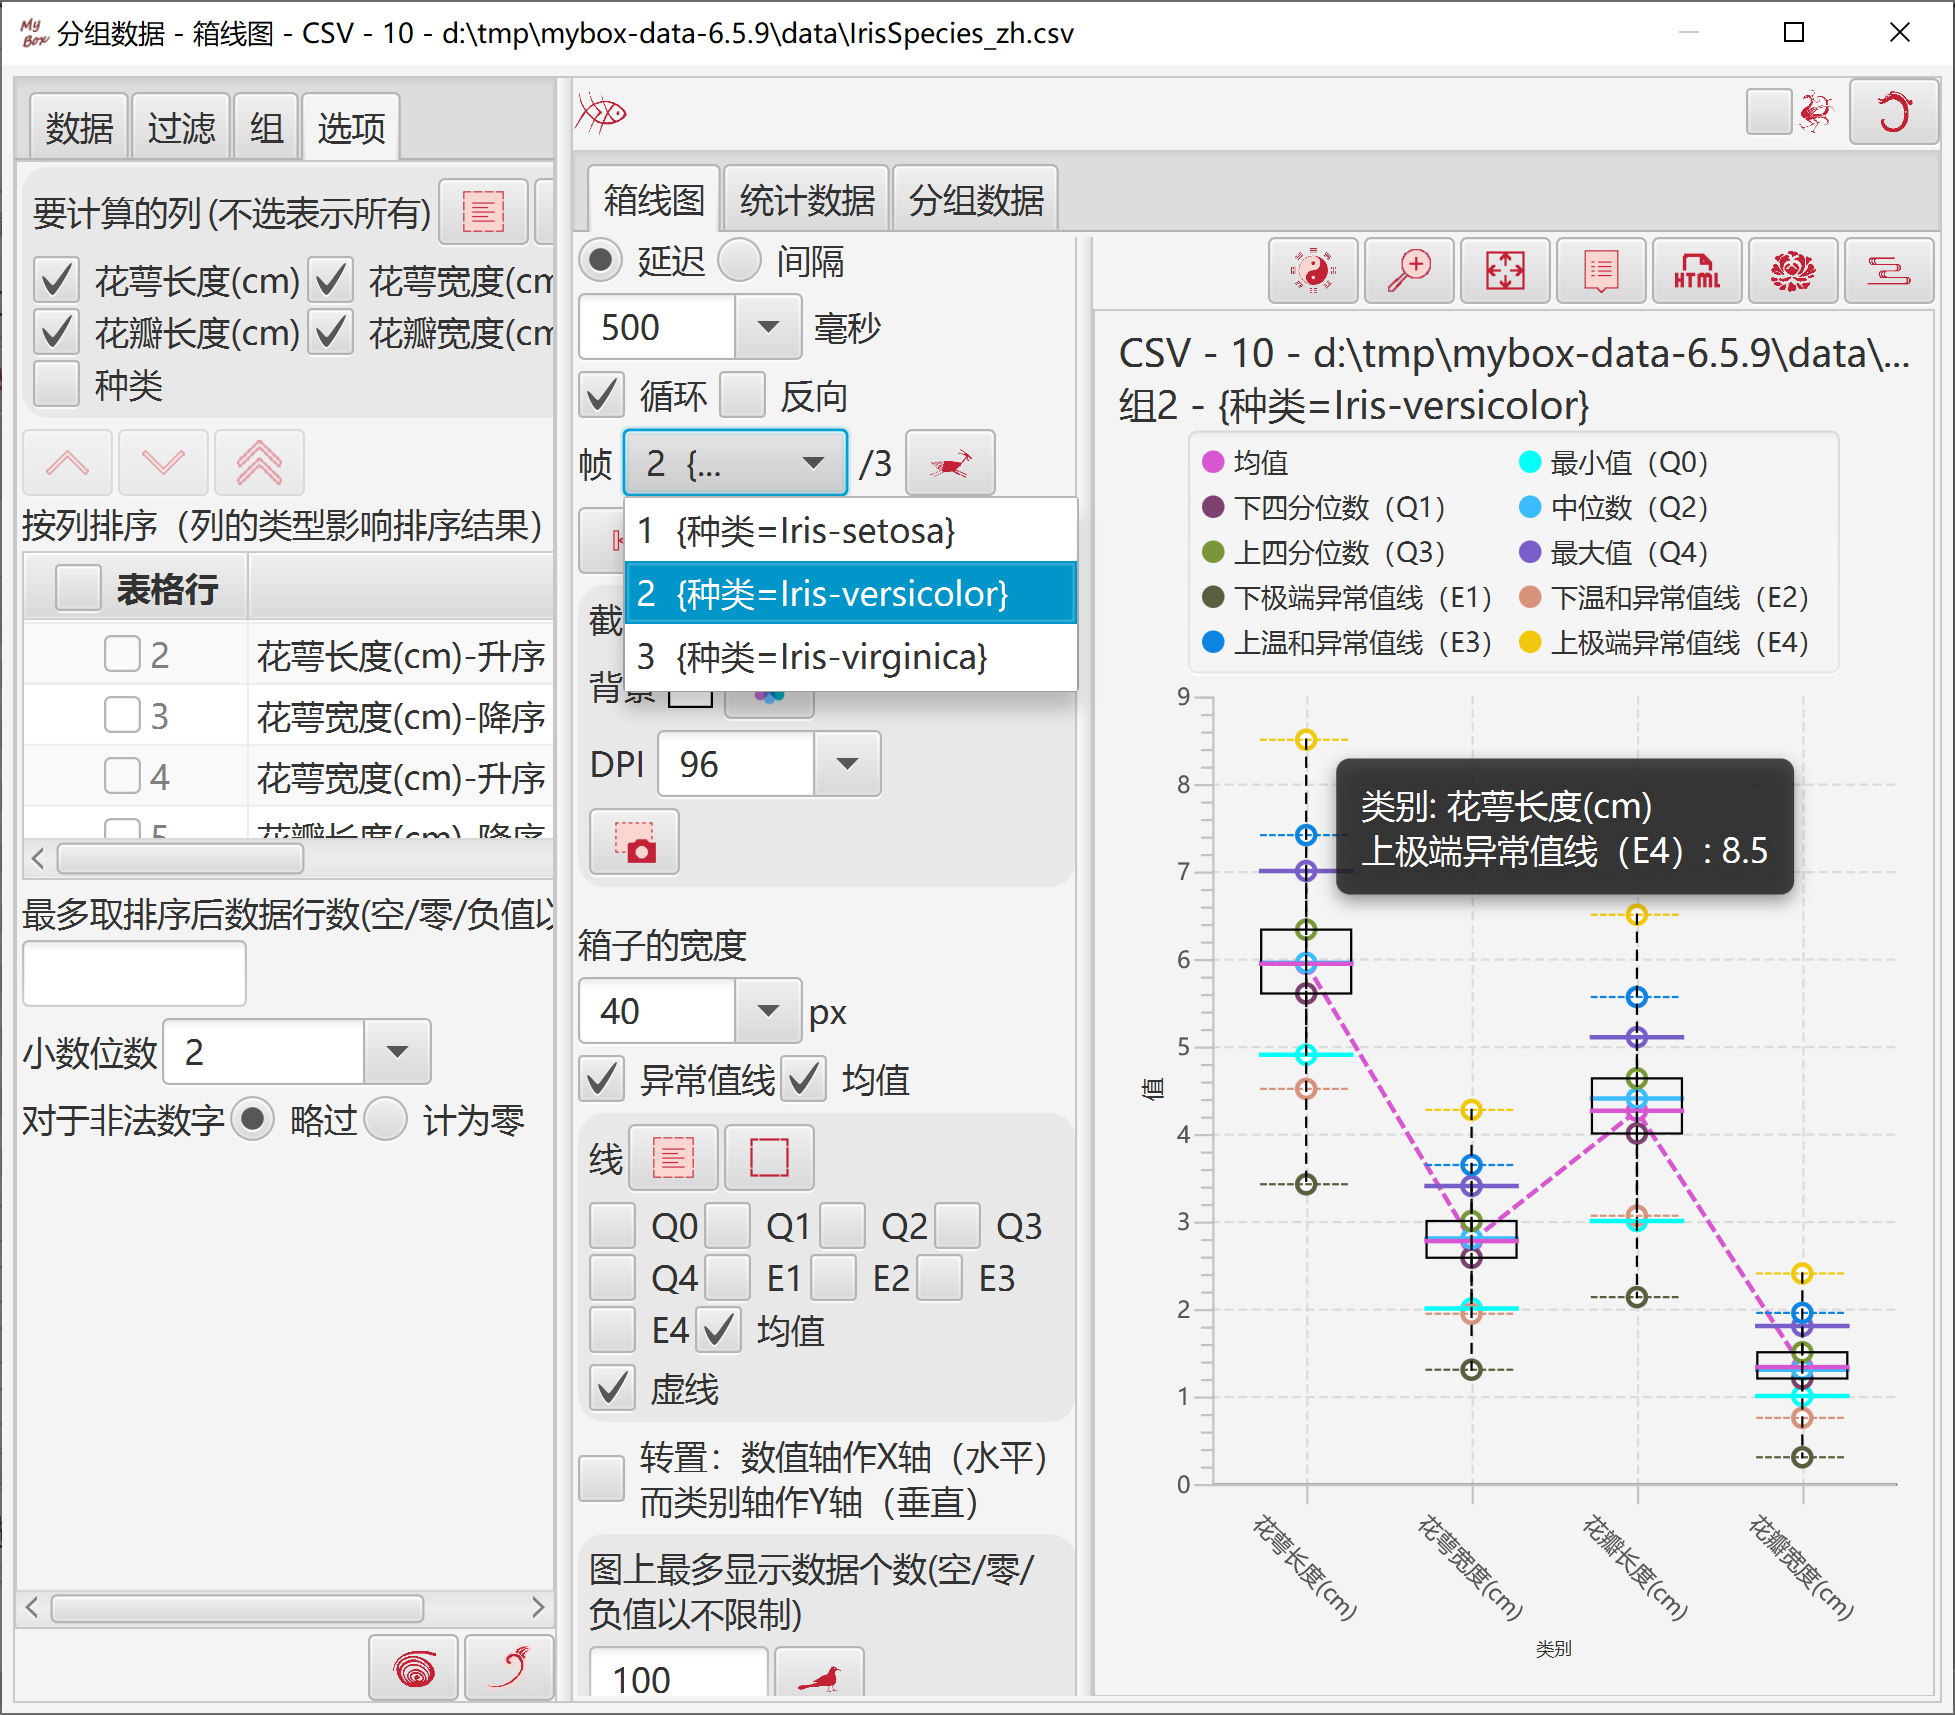 My Box 分组数据 - 箱线图 - CSV - 10 - d:\tmp\mybox-data-6.5.9\data\IrisSpecies_zh.csv
数据 过滤 组 选项
要计算的列(不选表示所有)
花萼长度(cm) 花萼宽度(cm
花瓣长度(cm) 花瓣宽度(cm
种类
按列排序（列的类型影响排序结果）
表格行
2 花萼长度(cm)-升序
3 花萼宽度(cm)-降序
4 花萼宽度(cm)-升序
5 花瓣长度(cm)-降序
最多取排序后数据行数(空/零/负值以
小数位数 2
对于非法数字 略过 计为零
箱线图 统计数据 分组数据
延迟 间隔
500 毫秒
循环 反向
帧 2 {... /3
1 {种类=Iris-setosa}
2 {种类=Iris-versicolor}
3 {种类=Iris-virginica}
截
背景
DPI 96
箱子的宽度
40 px
异常值线 均值
线
Q0 Q1 Q2 Q3
Q4 E1 E2 E3
E4 均值
虚线
转置：数值轴作X轴（水平）
而类别轴作Y轴（垂直）
图上最多显示数据个数(空/零/
负值以不限制)
100
HTML
CSV - 10 - d:\tmp\mybox-data-6.5.9\data\...
组2 - {种类=Iris-versicolor}
均值 最小值（Q0）
下四分位数（Q1） 中位数（Q2）
上四分位数（Q3） 最大值（Q4）
下极端异常值线（E1） 下温和异常值线（E2）
上温和异常值线（E3） 上极端异常值线（E4）
9
8
7
6
5
4
3
2
1
0
值
类别: 花萼长度(cm)
上极端异常值线（E4）: 8.5
花萼长度(cm) 花萼宽度(cm) 花瓣长度(cm) 花瓣宽度(cm)
类别